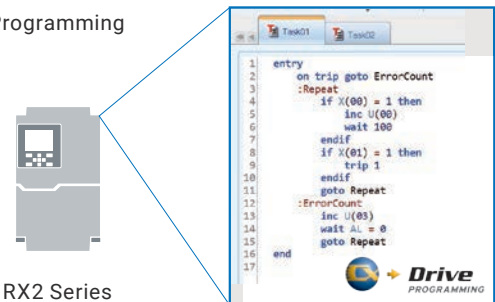 Programming
RX2 Series
Task01 Task02
1 entry
2 on trip goto ErrorCount
3 :Repeat
4 if X(00) = 1 then
5 inc U(00)
6 wait 100
7 endif
8 if X(01) = 1 then
9 trip 1
10 endif
11 goto Repeat
12 :ErrorCount
13 inc U(03)
14 wait AL = 0
15 goto Repeat
16 end
17
Drive
PROGRAMMING